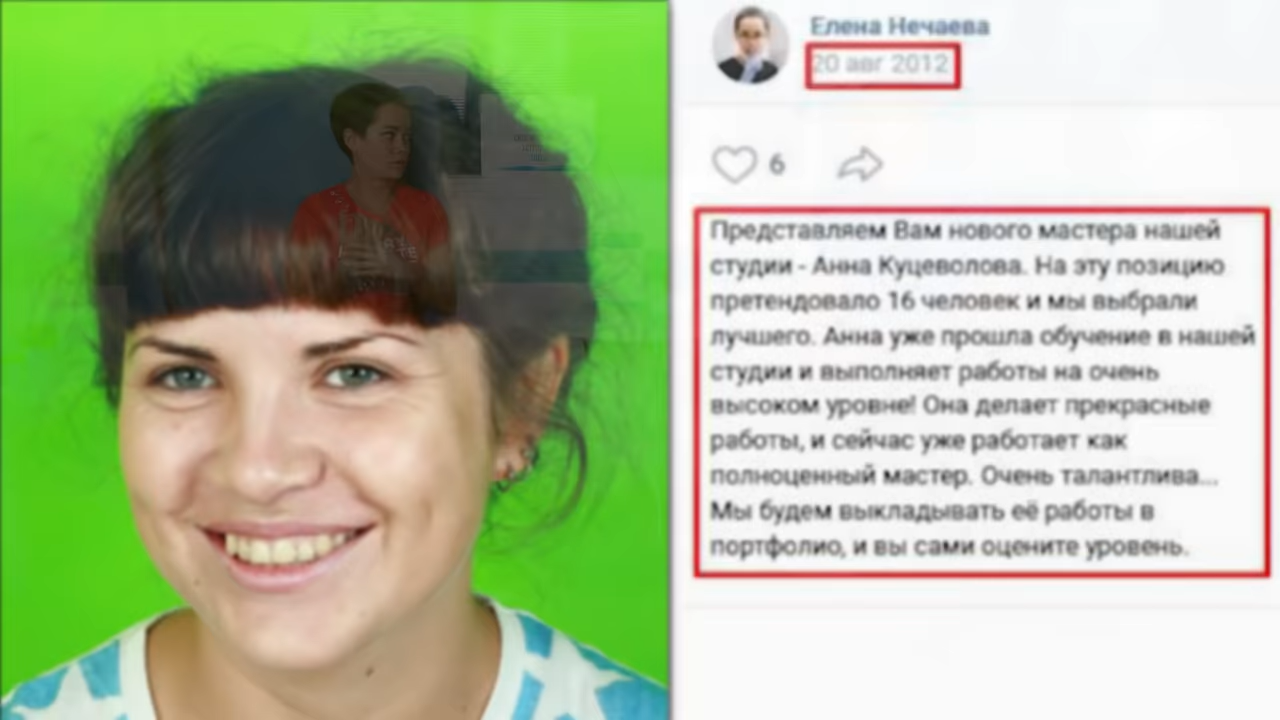 Елена Нечаева
20 авг 2012
6
Представляем Вам нового мастера нашей
студии - Анна Куцеволова. На эту позицию
претендовало 16 человек и мы выбрали
лучшего. Анна уже прошла обучение в нашей
студии и выполняет работы на очень
высоком уровне! Она делает прекрасные
работы, и сейчас уже работает как
полноценный мастер. Очень талантлива...
Мы будем выкладывать её работы в
портфолио, и вы сами оцените уровень.